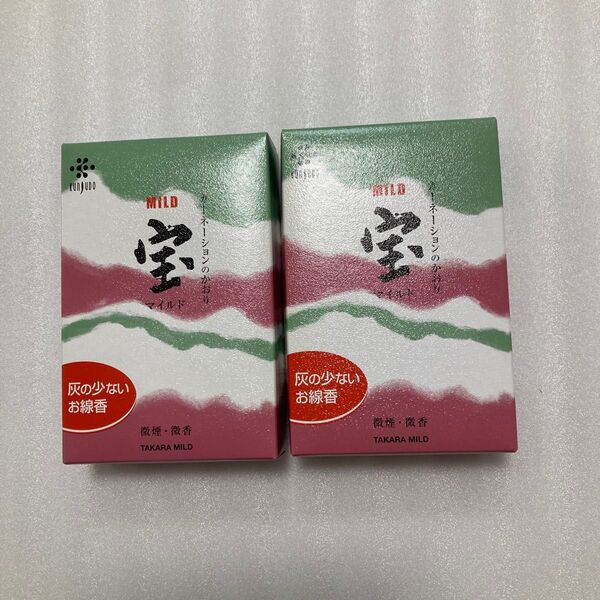 KUNJUDO
MILD
宝
マイルド
カーネーションのかおり
灰の少ない
お線香
微煙・微香
TAKARA MILD
KUNJUDO
MILD
宝
マイルド
カーネーションのかおり
灰の少ない
お線香
微煙・微香
TAKARA MILD